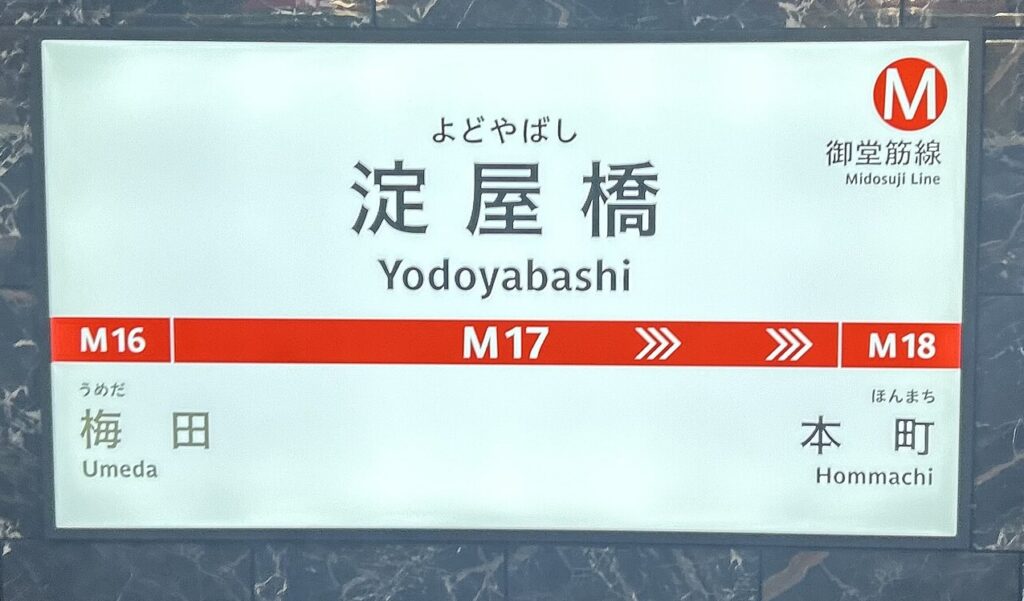 M
御堂筋線
Midosuji Line
よどやばし
淀屋橋
Yodoyabashi
M16 M17 M18
うめだ
梅田
Umeda
ほんまち
本町
Hommachi